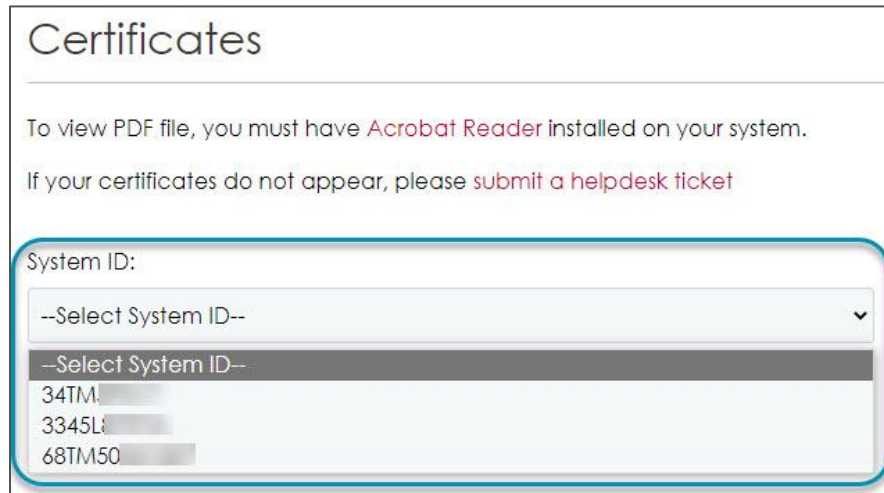 Certificates
To view PDF file, you must have Acrobat Reader installed on your system.
If your certificates do not appear, please submit a helpdesk ticket
System ID:
--Select System ID--
--Select System ID--
34TM
3345L
68TM50